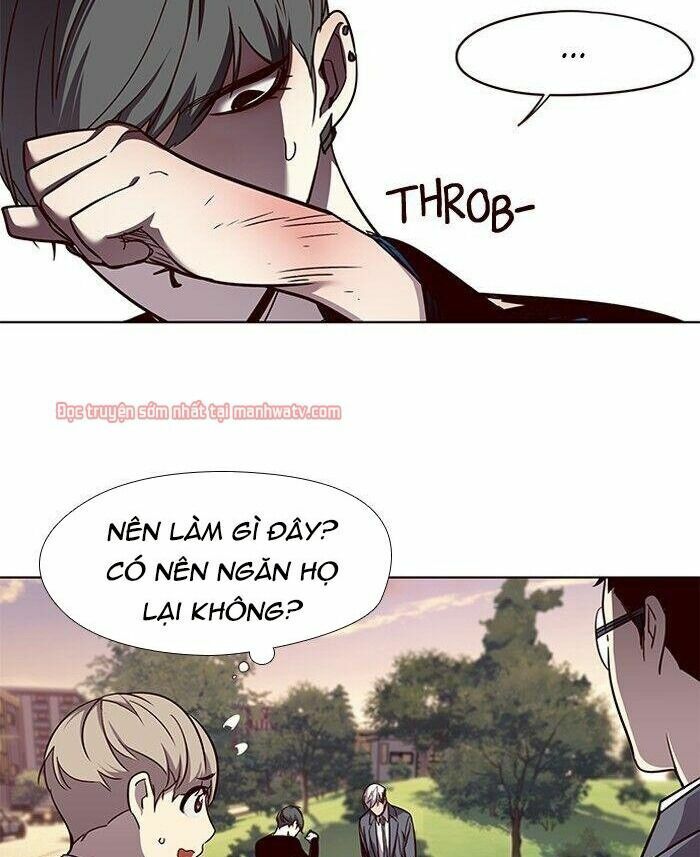 ...
THROB-
Đọc truyện sớm nhất tại manhwatv.com
NÊN LÀM GÌ ĐÂY?
CÓ NÊN NGĂN HỌ
LẠI KHÔNG?